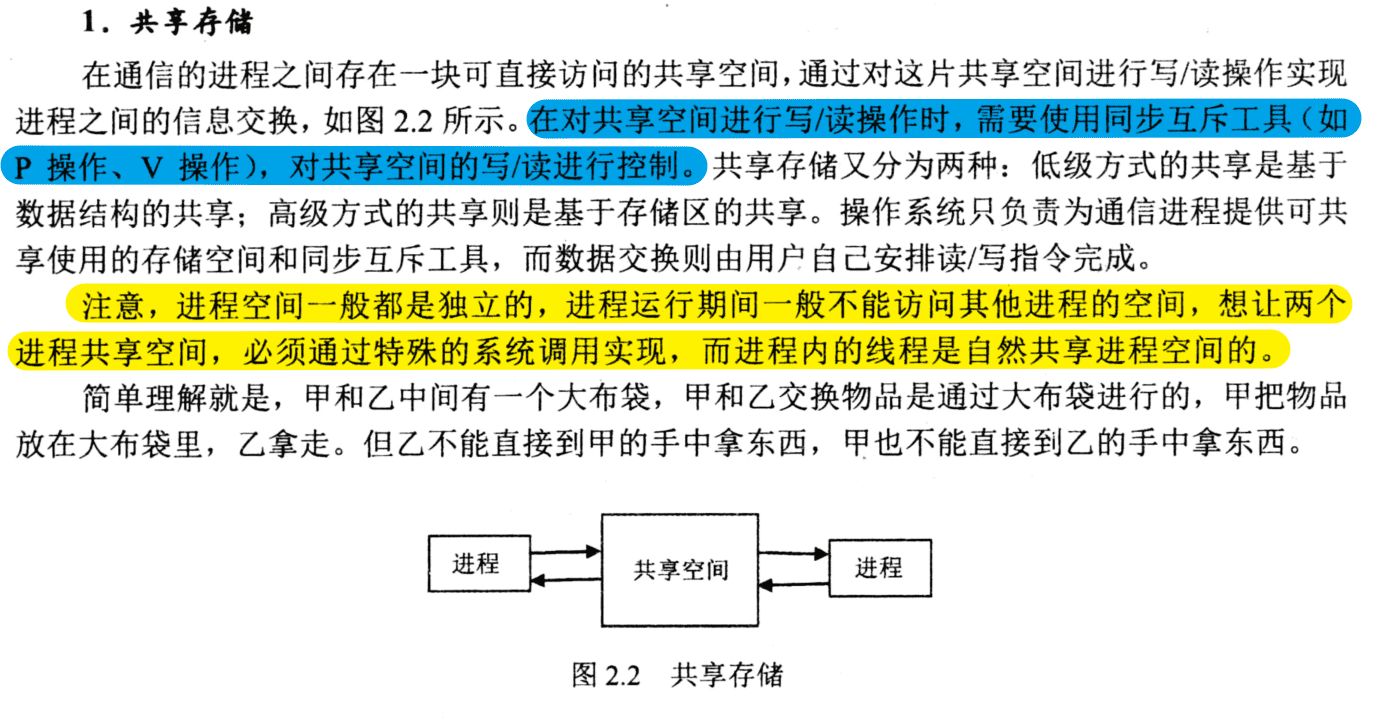 1. 共享存储
在通信的进程之间存在一块可直接访问的共享空间，通过对这片共享空间进行写/读操作实现
进程之间的信息交换，如图 2.2 所示。在对共享空间进行写/读操作时，需要使用同步互斥工具（如
P 操作、V 操作），对共享空间的写/读进行控制。共享存储又分为两种：低级方式的共享是基于
数据结构的共享；高级方式的共享则是基于存储区的共享。操作系统只负责为通信进程提供可共
享使用的存储空间和同步互斥工具，而数据交换则由用户自己安排读/写指令完成。
注意，进程空间一般都是独立的，进程运行期间一般不能访问其他进程的空间，想让两个
进程共享空间，必须通过特殊的系统调用实现，而进程内的线程是自然共享进程空间的。
简单理解就是，甲和乙中间有一个大布袋，甲和乙交换物品是通过大布袋进行的，甲把物品
放在大布袋里，乙拿走。但乙不能直接到甲的手中拿东西，甲也不能直接到乙的手中拿东西。
进程
共享空间
进程
图 2.2 共享存储